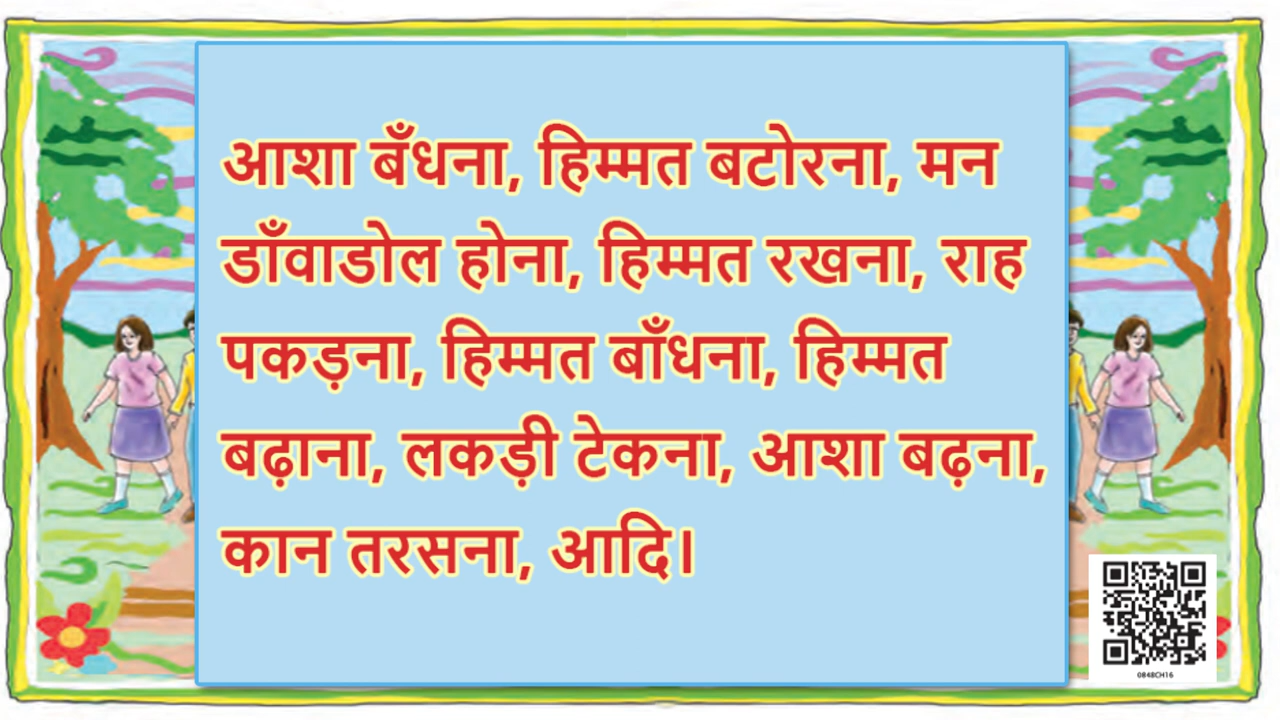 आशा बँधना, हिम्मत बटोरना, मन
डाँवाडोल होना, हिम्मत रखना, राह
पकड़ना, हिम्मत बाँधना, हिम्मत
बढ़ाना, लकड़ी टेकना, आशा बढ़ना,
कान तरसना, आदि।
0848CH16